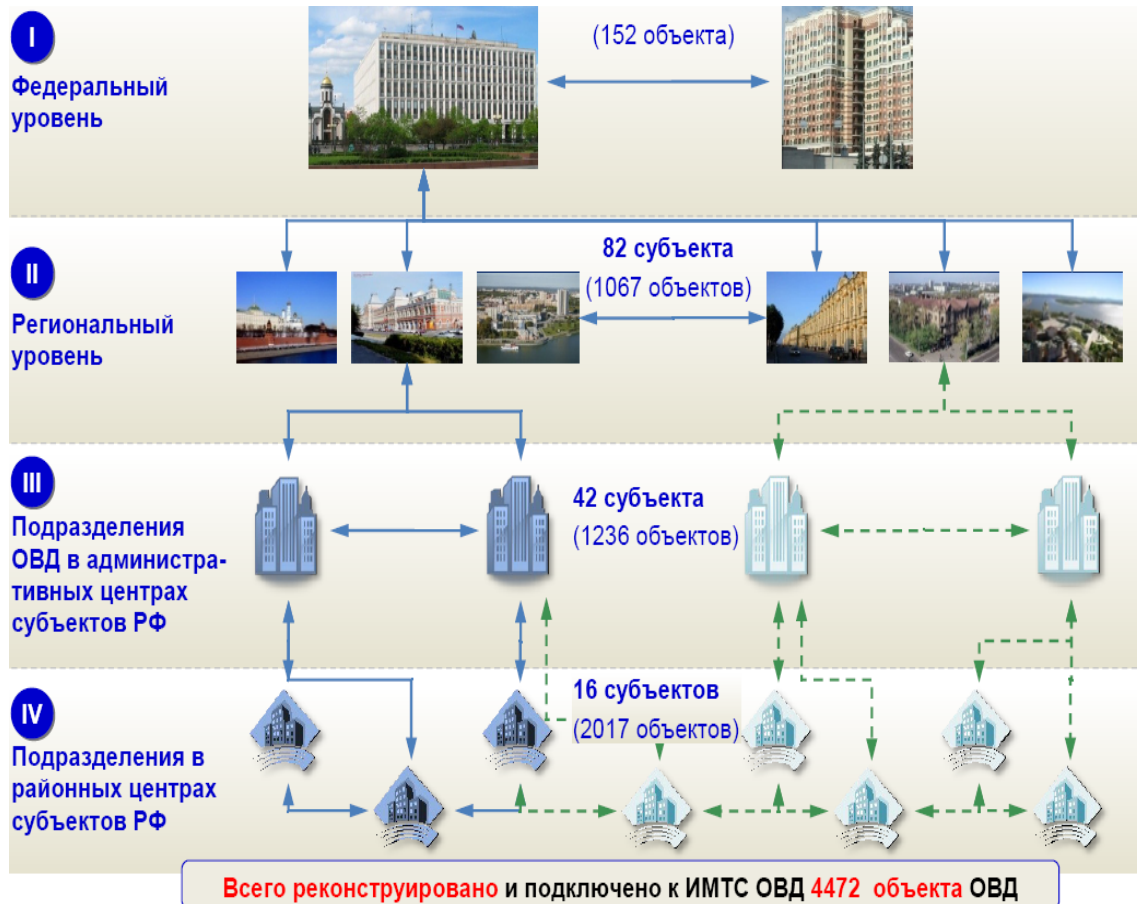 I
Федеральный
уровень
(152 объекта)
II
Региональный
уровень
82 субъекта
(1067 объектов)
III
Подразделения
ОВД в администра-
тивных центрах
субъектов РФ
42 субъекта
(1236 объектов)
IV
Подразделения в
районных центрах
субъектов РФ
16 субъектов
(2017 объектов)
Всего реконструировано и подключено к ИМТС ОВД 4472 объекта ОВД